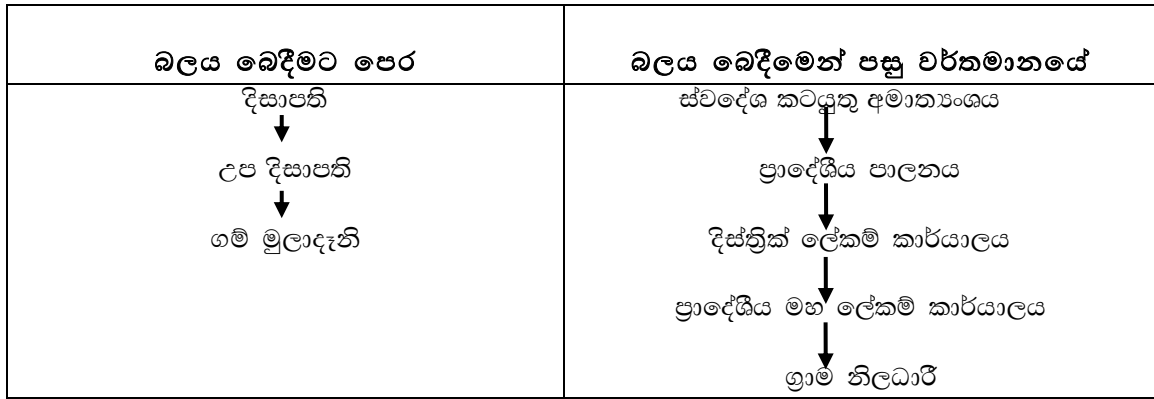 බලය බෙදීමට පෙර
බලය බෙදීමෙන් පසු වර්තමානයේ
දිසාපති
උප දිසාපති
ගම් මුලාදෑනි
ස්වදේශ කටයුතු අමාත්‍යංශය
ප්‍රාදේශීය පාලනය
දිස්ත්‍රික් ලේකම් කාර්යාලය
ප්‍රාදේශීය මහ ලේකම් කාර්යාලය
ග්‍රාම නිලධාරී